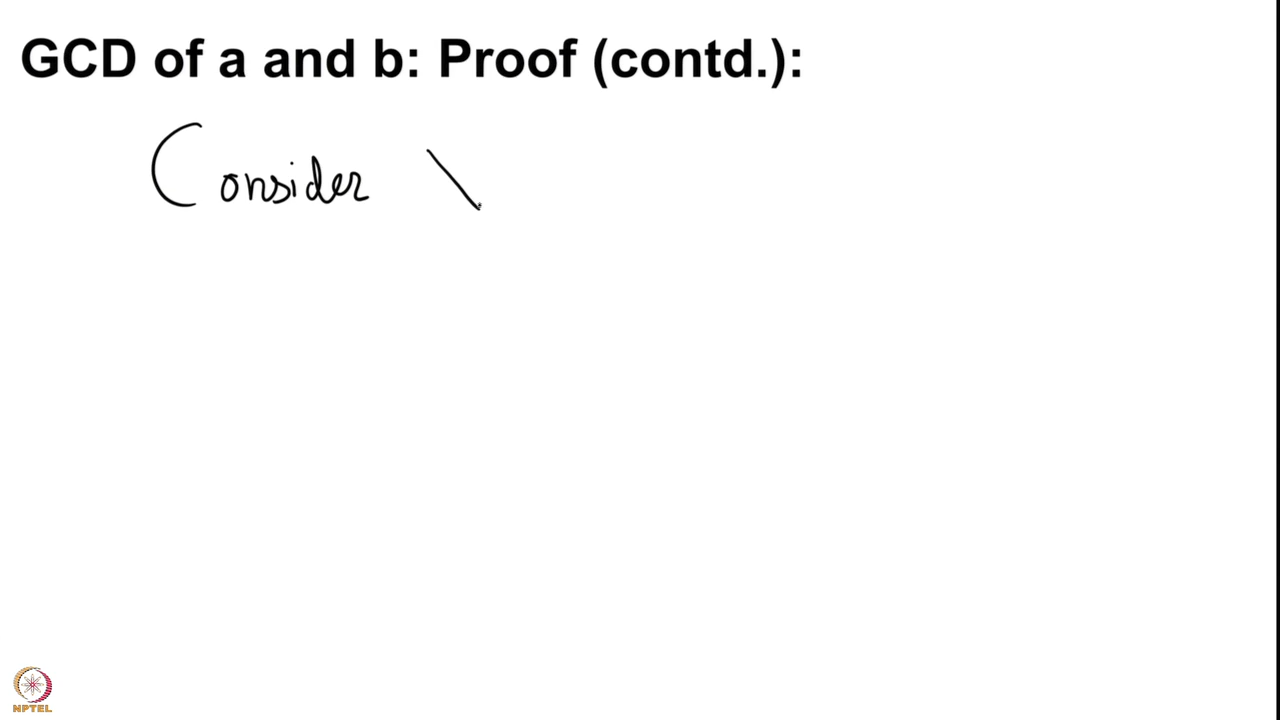 GCD of a and b: Proof (contd.):
Consider \
NPTEL